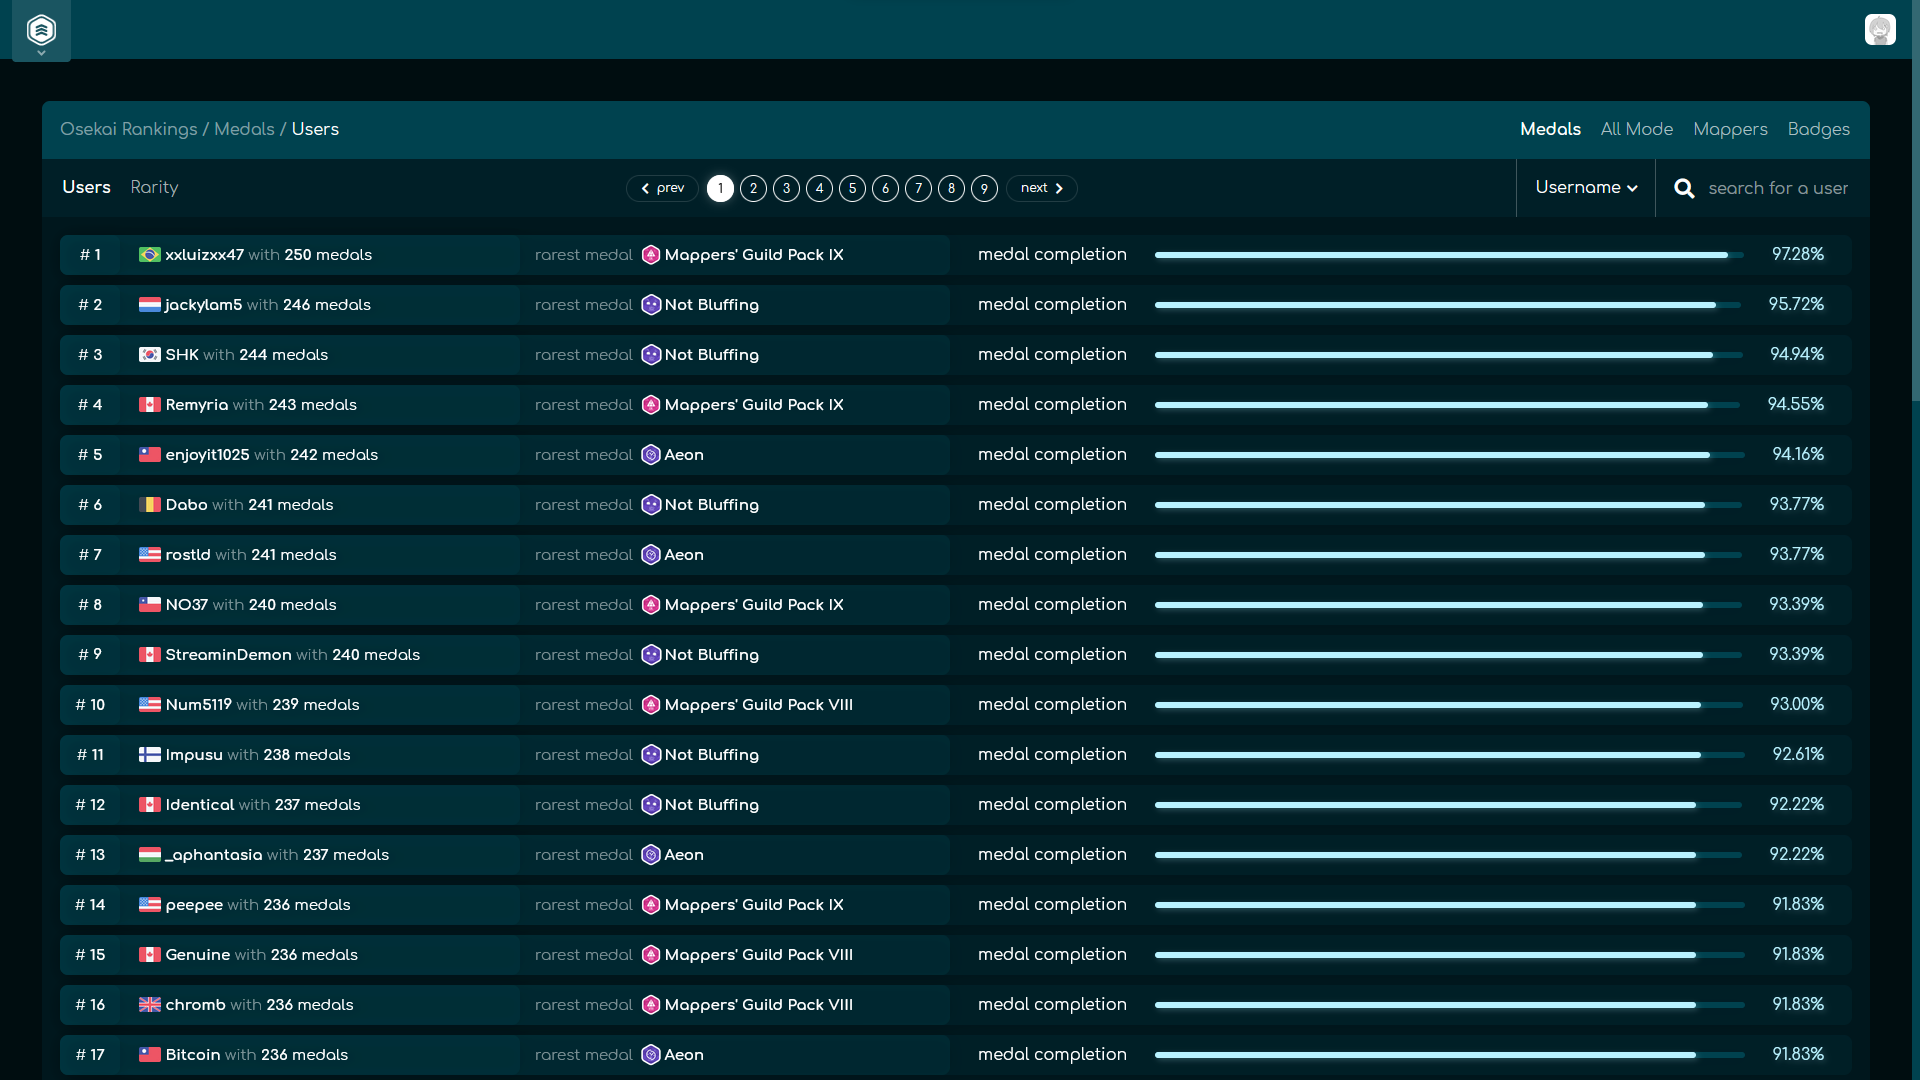 Osekai Rankings / Medals / Users Medals All Mode Mappers Badges
Users Rarity prev 1 2 3 4 5 6 7 8 9 next Username search for a user
# 1 xxluizxx47 with 250 medals rarest medal Mappers' Guild Pack IX medal completion 97.28%
# 2 jackylam5 with 246 medals rarest medal Not Bluffing medal completion 95.72%
# 3 SHK with 244 medals rarest medal Not Bluffing medal completion 94.94%
# 4 Remyria with 243 medals rarest medal Mappers' Guild Pack IX medal completion 94.55%
# 5 enjoyit1025 with 242 medals rarest medal Aeon medal completion 94.16%
# 6 Dabo with 241 medals rarest medal Not Bluffing medal completion 93.77%
# 7 rostld with 241 medals rarest medal Aeon medal completion 93.77%
# 8 NO37 with 240 medals rarest medal Mappers' Guild Pack IX medal completion 93.39%
# 9 StreaminDemon with 240 medals rarest medal Not Bluffing medal completion 93.39%
# 10 Num5119 with 239 medals rarest medal Mappers' Guild Pack VIII medal completion 93.00%
# 11 Impusu with 238 medals rarest medal Not Bluffing medal completion 92.61%
# 12 Identical with 237 medals rarest medal Not Bluffing medal completion 92.22%
# 13 _aphantasia with 237 medals rarest medal Aeon medal completion 92.22%
# 14 peepee with 236 medals rarest medal Mappers' Guild Pack IX medal completion 91.83%
# 15 Genuine with 236 medals rarest medal Mappers' Guild Pack VIII medal completion 91.83%
# 16 chromb with 236 medals rarest medal Mappers' Guild Pack VIII medal completion 91.83%
# 17 Bitcoin with 236 medals rarest medal Aeon medal completion 91.83%